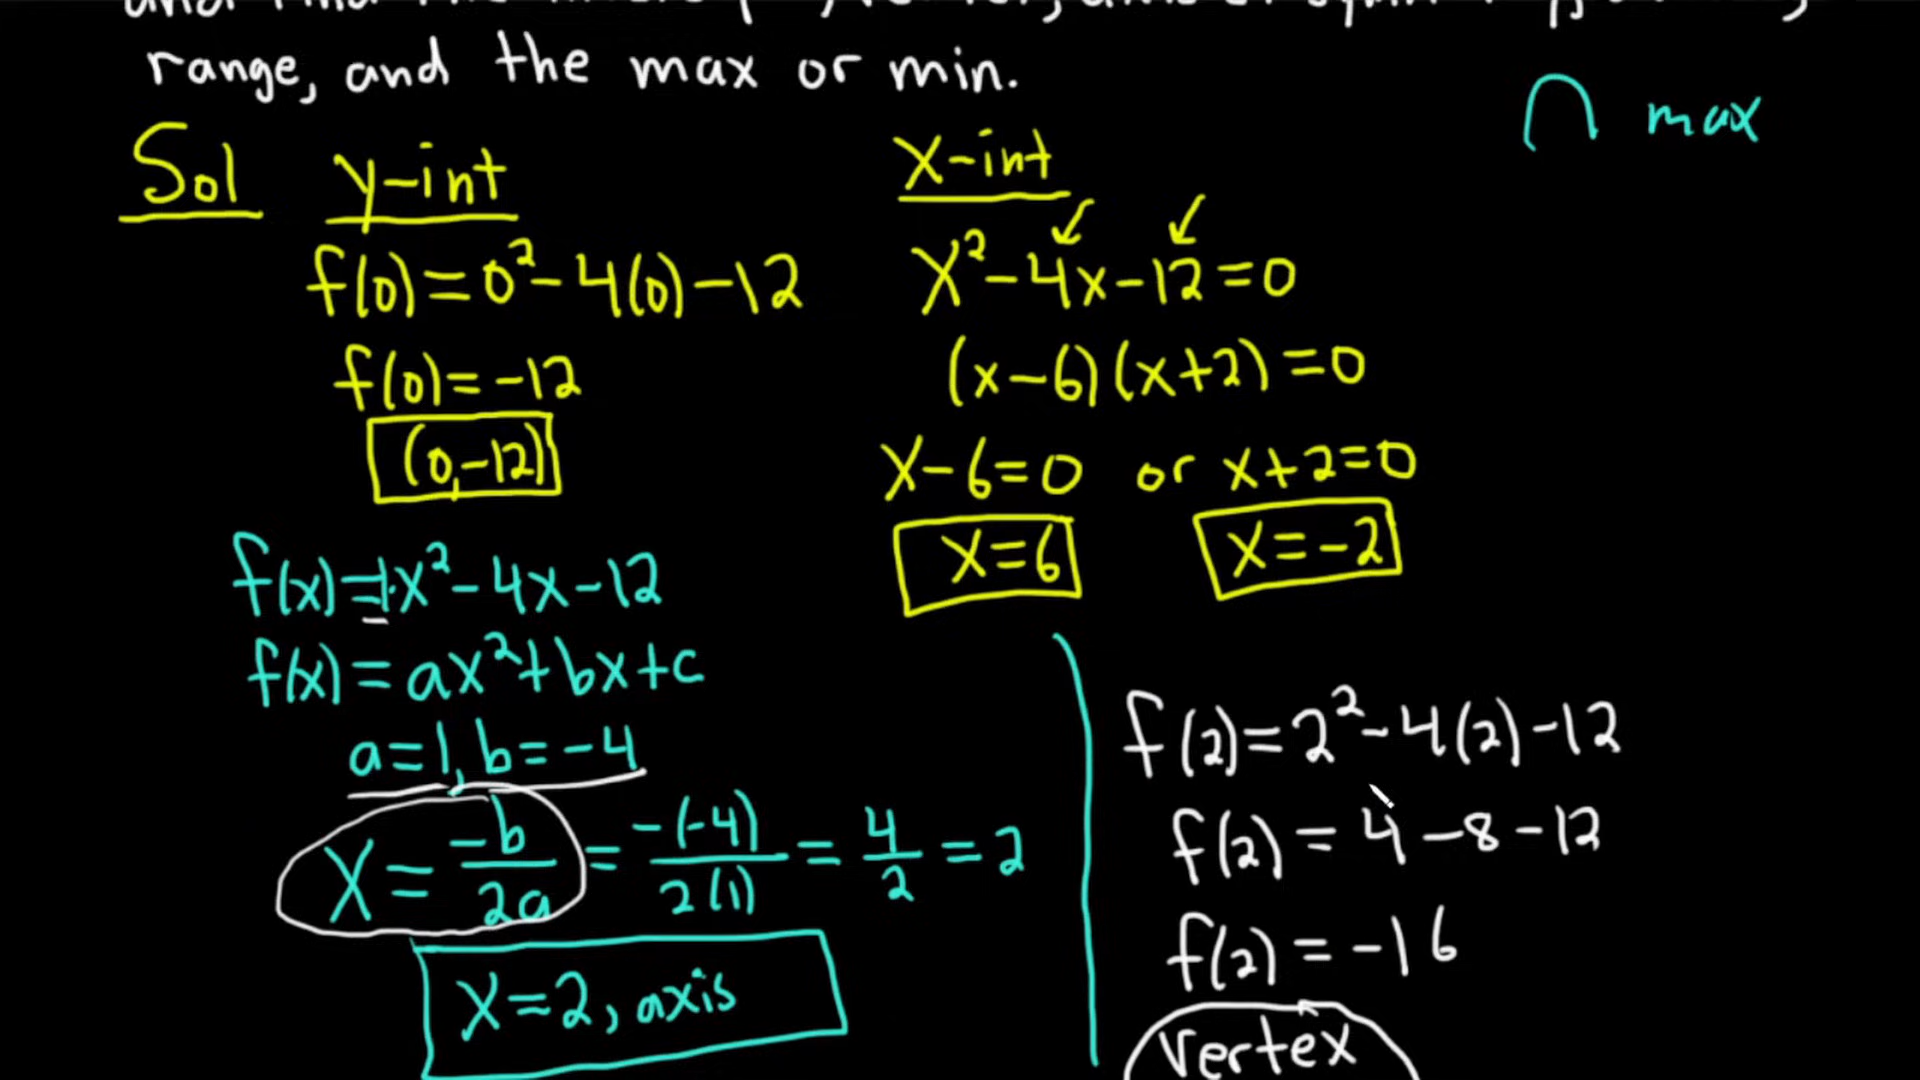 range, and the max or min.
max
Sol
y-int
f(0)=0²-4(0)-12
f(0)=-12
(0,-12)
x-int
x²-4x-12=0
(x-6)(x+2)=0
x-6=0 or x+2=0
x=6
x=-2
f(x)=1·x²-4x-12
f(x)=ax²+bx+c
a=1, b=-4
x=-b/2a=-(-4)/2(1)=4/2=2
x=2, axis
f(2)=2²-4(2)-12
f(2)=4-8-12
f(2)=-16
Vertex